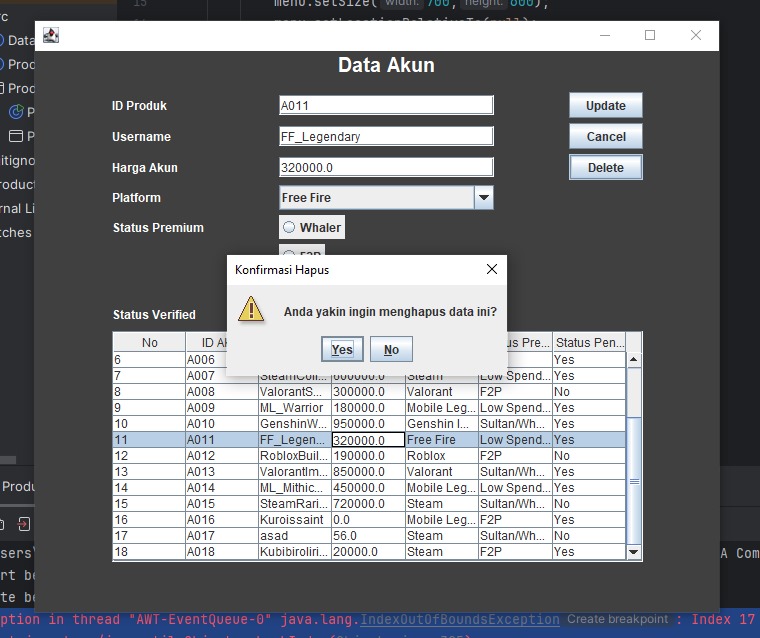 rc
15
menu.setSize( width: 700, height: 600);
Data
Prod
Prod
P
P
itignо
roduc
rnal Li
tches
Data Akun
ID Produk
A011
Update
Username
FF_Legendary
Cancel
Harga Akun
320000.0
Delete
Platform
Free Fire
Status Premium
Whaler
F2P
Konfirmasi Hapus
Anda yakin ingin menghapus data ini?
Yes No
Status Verified
No ID Ak us Pre... Status Pen...
6 A006 Yes
7 A007 SteamColl... 600000.0 Steam Low Spend... Yes
8 A008 ValorantS... 300000.0 Valorant F2P No
9 A009 ML_Warrior 180000.0 Mobile Leg... Low Spend... Yes
10 A010 GenshinW... 950000.0 Genshin I... Sultan/Wh... Yes
11 A011 FF_Legen... 320000.0 Free Fire Low Spend... Yes
12 A012 RobloxBuil... 190000.0 Roblox F2P No
13 A013 ValorantIm... 850000.0 Valorant Sultan/Wh... Yes
14 A014 ML_Mithic... 450000.0 Mobile Leg... Low Spend... Yes
15 A015 SteamRari... 720000.0 Steam Sultan/Wh... No
16 A016 Kuroissaint 0.0 Mobile Leg... F2P Yes
17 A017 asad 56.0 Steam Sultan/Wh... No
18 A018 Kubibiroliri... 20000.0 Steam F2P Yes
Produ
sers\
A Com
rt be
te be
ption in thread "AWT-EventQueue-0" java.lang.IndexOutOfBoundsException Create breakpoint : Index 17